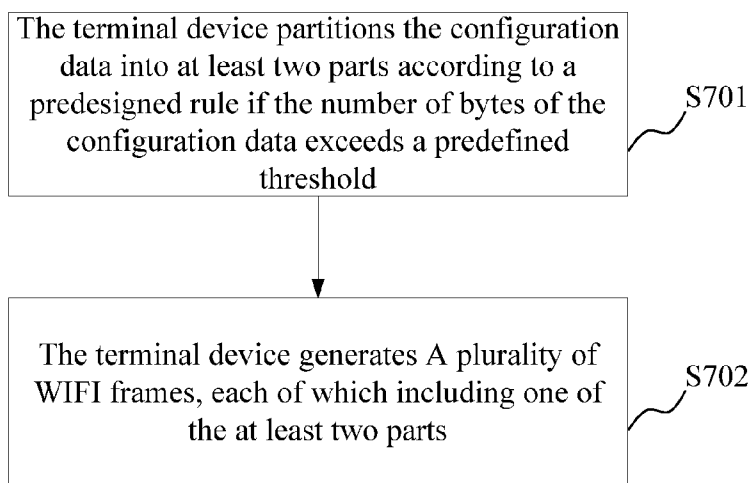 The terminal device partitions the configuration
data into at least two parts according to a
predesigned rule if the number of bytes of the
configuration data exceeds a predefined
threshold
S701
The terminal device generates A plurality of
WIFI frames, each of which including one of
the at least two parts
S702